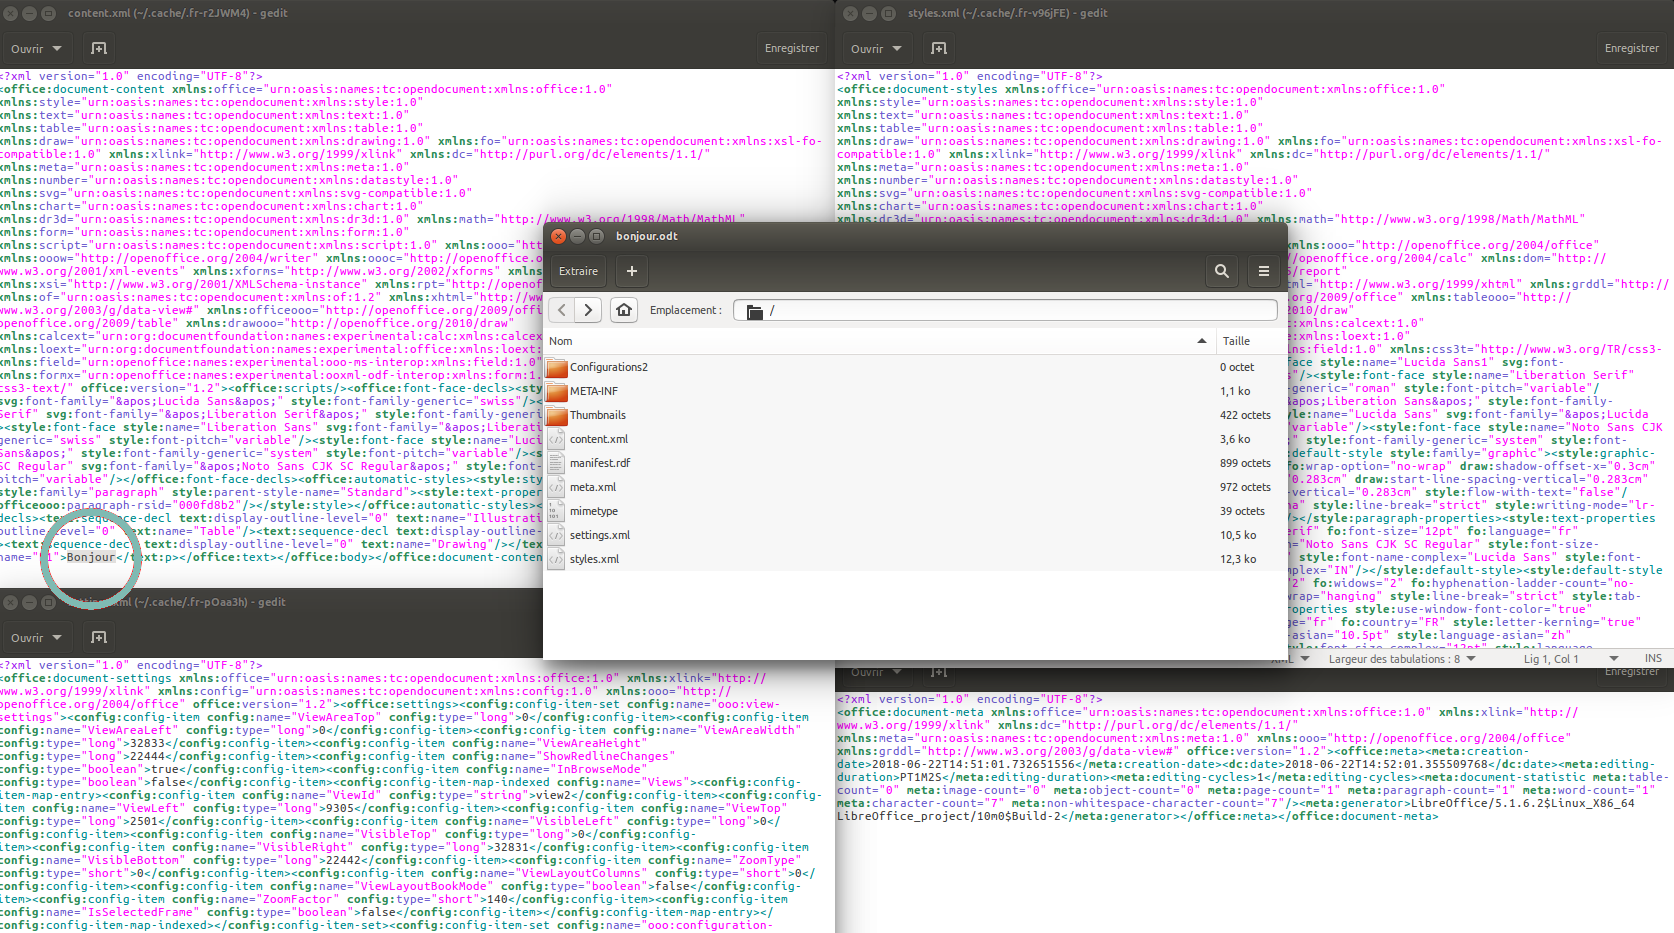 content.xml (~/.cache/.fr-r2JWM4) - gedit
Ouvrir
Enregistrer
<?xml version="1.0" encoding="UTF-8"?>
<office:document-content xmlns:office="urn:oasis:names:tc:opendocument:xmlns:office:1.0"
xmlns:style="urn:oasis:names:tc:opendocument:xmlns:style:1.0"
xmlns:text="urn:oasis:names:tc:opendocument:xmlns:text:1.0"
xmlns:table="urn:oasis:names:tc:opendocument:xmlns:table:1.0"
xmlns:draw="urn:oasis:names:tc:opendocument:xmlns:drawing:1.0" xmlns:fo="urn:oasis:names:tc:opendocument:xmlns:xsl-fo-
compatible:1.0" xmlns:xlink="http://www.w3.org/1999/xlink" xmlns:dc="http://purl.org/dc/elements/1.1/"
xmlns:meta="urn:oasis:names:tc:opendocument:xmlns:meta:1.0"
xmlns:number="urn:oasis:names:tc:opendocument:xmlns:datastyle:1.0"
xmlns:svg="urn:oasis:names:tc:opendocument:xmlns:svg-compatible:1.0"
xmlns:chart="urn:oasis:names:tc:opendocument:xmlns:chart:1.0"
xmlns:dr3d="urn:oasis:names:tc:opendocument:xmlns:dr3d:1.0" xmlns:math="http://www.w3.org/1998/Math/MathML"
xmlns:form="urn:oasis:names:tc:opendocument:xmlns:form:1.0"
xmlns:script="urn:oasis:names:tc:opendocument:xmlns:script:1.0" xmlns:ooo="htt
xmlns:ooow="http://openoffice.org/2004/writer" xmlns:oooc="http://openoffice.
www.w3.org/2001/xml-events" xmlns:xforms="http://www.w3.org/2002/xforms" xmlns
xmlns:xsi="http://www.w3.org/2001/XMLSchema-instance" xmlns:rpt="http://openof
xmlns:of="urn:oasis:names:tc:opendocument:xmlns:of:1.2" xmlns:xhtml="http://ww
www.w3.org/2003/g/data-view#" xmlns:officeooo="http://openoffice.org/2009/offi
openoffice.org/2009/table" xmlns:drawooo="http://openoffice.org/2010/draw"
xmlns:calcext="urn:org:documentfoundation:names:experimental:calc:xmlns:calcex
xmlns:loext="urn:org:documentfoundation:names:experimental:office:xmlns:loext:
xmlns:field="urn:openoffice:names:experimental:ooo-ms-interop:xmlns:field:1.0"
xmlns:formx="urn:openoffice:names:experimental:ooxml-odf-interop:xmlns:form:1.
css3-text/" office:version="1.2"><office:scripts/><office:font-face-decls><sty
svg:font-family="&apos;Lucida Sans&apos;" style:font-family-generic="swiss"/><
Serif" svg:font-family="&apos;Liberation Serif&apos;" style:font-family-generi
><style:font-face style:name="Liberation Sans" svg:font-family="&apos;Liberati
generic="swiss" style:font-pitch="variable"/><style:font-face style:name="Luci
Sans&apos;" style:font-family-generic="system" style:font-pitch="variable"/><s
SC Regular" svg:font-family="&apos;Noto Sans CJK SC Regular&apos;" style:font-
pitch="variable"/></office:font-face-decls><office:automatic-styles><style:sty
style:family="paragraph" style:parent-style-name="Standard"><style:text-proper
officeooo:paragraph-rsid="000fd8b2"/></style:style></office:automatic-styles><
decls><text:sequence-decl text:display-outline-level="0" text:name="Illustrati
outline-level="0" text:name="Table"/><text:sequence-decl text:display-outline-
><text:sequence-decl text:display-outline-level="0" text:name="Drawing"/></tex
name="P1">Bonjour</text:p></office:text></office:body></office:document-conten
styles.xml (~/.cache/.fr-v96jFE) - gedit
Ouvrir
Enregistrer
<?xml version="1.0" encoding="UTF-8"?>
<office:document-styles xmlns:office="urn:oasis:names:tc:opendocument:xmlns:office:1.0"
xmlns:style="urn:oasis:names:tc:opendocument:xmlns:style:1.0"
xmlns:text="urn:oasis:names:tc:opendocument:xmlns:text:1.0"
xmlns:table="urn:oasis:names:tc:opendocument:xmlns:table:1.0"
xmlns:draw="urn:oasis:names:tc:opendocument:xmlns:drawing:1.0" xmlns:fo="urn:oasis:names:tc:opendocument:xmlns:xsl-fo-
compatible:1.0" xmlns:xlink="http://www.w3.org/1999/xlink" xmlns:dc="http://purl.org/dc/elements/1.1/"
xmlns:meta="urn:oasis:names:tc:opendocument:xmlns:meta:1.0"
xmlns:number="urn:oasis:names:tc:opendocument:xmlns:datastyle:1.0"
xmlns:svg="urn:oasis:names:tc:opendocument:xmlns:svg-compatible:1.0"
xmlns:chart="urn:oasis:names:tc:opendocument:xmlns:chart:1.0"
xmlns:dr3d="urn:oasis:names:tc:opendocument:xmlns:dr3d:1.0" xmlns:math="http://www.w3.org/1998/Math/MathML"
xmlns:ooo="http://openoffice.org/2004/office"
//openoffice.org/2004/calc" xmlns:dom="http://
5/report"
tml="http://www.w3.org/1999/xhtml" xmlns:grddl="http://
org/2009/office" xmlns:tableooo="http://
2010/draw"
ns:calcext:1.0"
ns:loext:1.0"
ns:field:1.0" xmlns:css3t="http://www.w3.org/TR/css3-
font-face style:name="Lucida Sans1"
s"/><style:font-face style:name="Liberation Serif"
-generic="roman" style:font-pitch="variable"/
&apos;Liberation Sans&apos;" style:font-family-
style:name="Lucida Sans" svg:font-family="&apos;Lucida
"variable"/><style:font-face style:name="Noto Sans CJK
;" style:font-family-generic="system" style:font-
:default-style style:family="graphic"><style:graphic-
fo:wrap-option="no-wrap" draw:shadow-offset-x="0.3cm"
"0.283cm" draw:start-line-spacing-vertical="0.283cm"
-vertical="0.283cm" style:flow-with-text="false"/
na" style:line-break="strict" style:writing-mode="lr-
/></style:paragraph-properties><style:text-properties
" fo:font-size="12pt" fo:language="fr"
n="Noto Sans CJK SC Regular" style:font-size-
style:font-name-complex="Lucida Sans" style:font-
mplex="IN"/></style:default-style><style:default-style
"2" fo:widows="2" fo:hyphenation-ladder-count="no-
wrap="hanging" style:line-break="strict" style:tab-
properties style:use-window-font-color="true"
ge="fr" fo:country="FR" style:letter-kerning="true"
-asian="10.5pt" style:language-asian="zh"
XML
Largeur des tabulations : 8
Lig 1, Col 1
INS
bonjour.odt
Extraire
Emplacement :
/
Nom
Taille
Configurations2 0 octet
META-INF 1,1 ko
Thumbnails 422 octets
content.xml 3,6 ko
manifest.rdf 899 octets
meta.xml 972 octets
mimetype 39 octets
settings.xml 10,5 ko
styles.xml 12,3 ko
settings.xml (~/.cache/.fr-pOaa3h) - gedit
Ouvrir
<?xml version="1.0" encoding="UTF-8"?>
<office:document-settings xmlns:office="urn:oasis:names:tc:opendocument:xmlns:office:1.0" xmlns:xlink="http://
www.w3.org/1999/xlink" xmlns:config="urn:oasis:names:tc:opendocument:xmlns:config:1.0" xmlns:ooo="http://
openoffice.org/2004/office" office:version="1.2"><office:settings><config:config-item-set config:name="ooo:view-
settings"><config:config-item config:name="ViewAreaTop" config:type="long">0</config:config-item><config:config-item
config:name="ViewAreaLeft" config:type="long">0</config:config-item><config:config-item config:name="ViewAreaWidth"
config:type="long">32833</config:config-item><config:config-item config:name="ViewAreaHeight"
config:type="long">22444</config:config-item><config:config-item config:name="ShowRedlineChanges"
config:type="boolean">true</config:config-item><config:config-item config:name="InBrowseMode"
config:type="boolean">false</config:config-item><config:config-item-map-indexed config:name="Views"><config:config-
item-map-entry><config:config-item config:name="ViewId" config:type="string">view2</config:config-item><config:config-
item config:name="ViewLeft" config:type="long">9305</config:config-item><config:config-item config:name="ViewTop"
config:type="long">2501</config:config-item><config:config-item config:name="VisibleLeft" config:type="long">0</
config:config-item><config:config-item config:name="VisibleTop" config:type="long">0</config:config-
item><config:config-item config:name="VisibleRight" config:type="long">32831</config:config-item><config:config-item
config:name="VisibleBottom" config:type="long">22442</config:config-item><config:config-item config:name="ZoomType"
config:type="short">0</config:config-item><config:config-item config:name="ViewLayoutColumns" config:type="short">0</
config:config-item><config:config-item config:name="ViewLayoutBookMode" config:type="boolean">false</config:config-
item><config:config-item config:name="ZoomFactor" config:type="short">140</config:config-item><config:config-item
config:name="IsSelectedFrame" config:type="boolean">false</config:config-item></config:config-item-map-entry></
config:config-item-map-indexed></config:config-item-set><config:config-item-set config:name="ooo:configuration-
Ouvrir
Enregistrer
<?xml version="1.0" encoding="UTF-8"?>
<office:document-meta xmlns:office="urn:oasis:names:tc:opendocument:xmlns:office:1.0" xmlns:xlink="http://
www.w3.org/1999/xlink" xmlns:dc="http://purl.org/dc/elements/1.1/"
xmlns:meta="urn:oasis:names:tc:opendocument:xmlns:meta:1.0" xmlns:ooo="http://openoffice.org/2004/office"
xmlns:grddl="http://www.w3.org/2003/g/data-view#" office:version="1.2"><office:meta><meta:creation-
date>2018-06-22T14:51:01.732651556</meta:creation-date><dc:date>2018-06-22T14:52:01.355509768</dc:date><meta:editing-
duration>PT1M2S</meta:editing-duration><meta:editing-cycles>1</meta:editing-cycles><meta:document-statistic meta:table-
count="0" meta:image-count="0" meta:object-count="0" meta:page-count="1" meta:paragraph-count="1" meta:word-count="1"
meta:character-count="7" meta:non-whitespace-character-count="7"/><meta:generator>LibreOffice/5.1.6.2$Linux_X86_64
LibreOffice_project/10m0$Build-2</meta:generator></office:meta></office:document-meta>